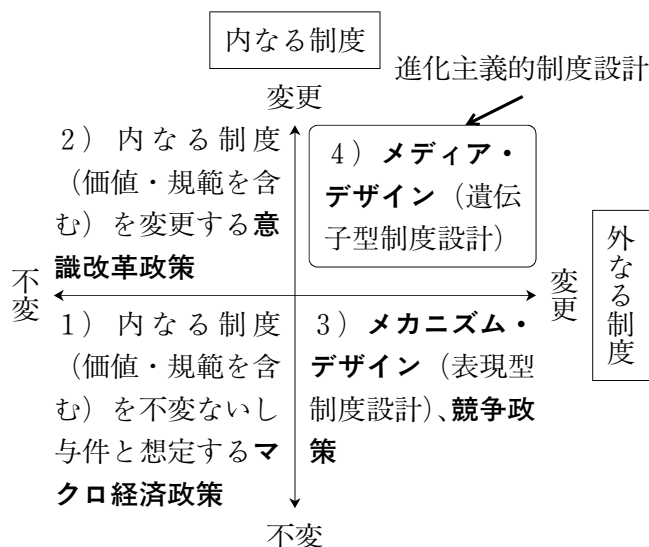 内なる制度
進化主義的制度設計
変更
2）内なる制度
（価値・規範を含
む）を変更する意
識改革政策
4）メディア・
デザイン（遺伝
子型制度設計）
不変
変更
外なる制度
1）内なる制度
（価値・規範を含
む）を不変ないし
与件と想定するマ
クロ経済政策
3）メカニズム・
デザイン（表現型
制度設計）、競争政
策
不変